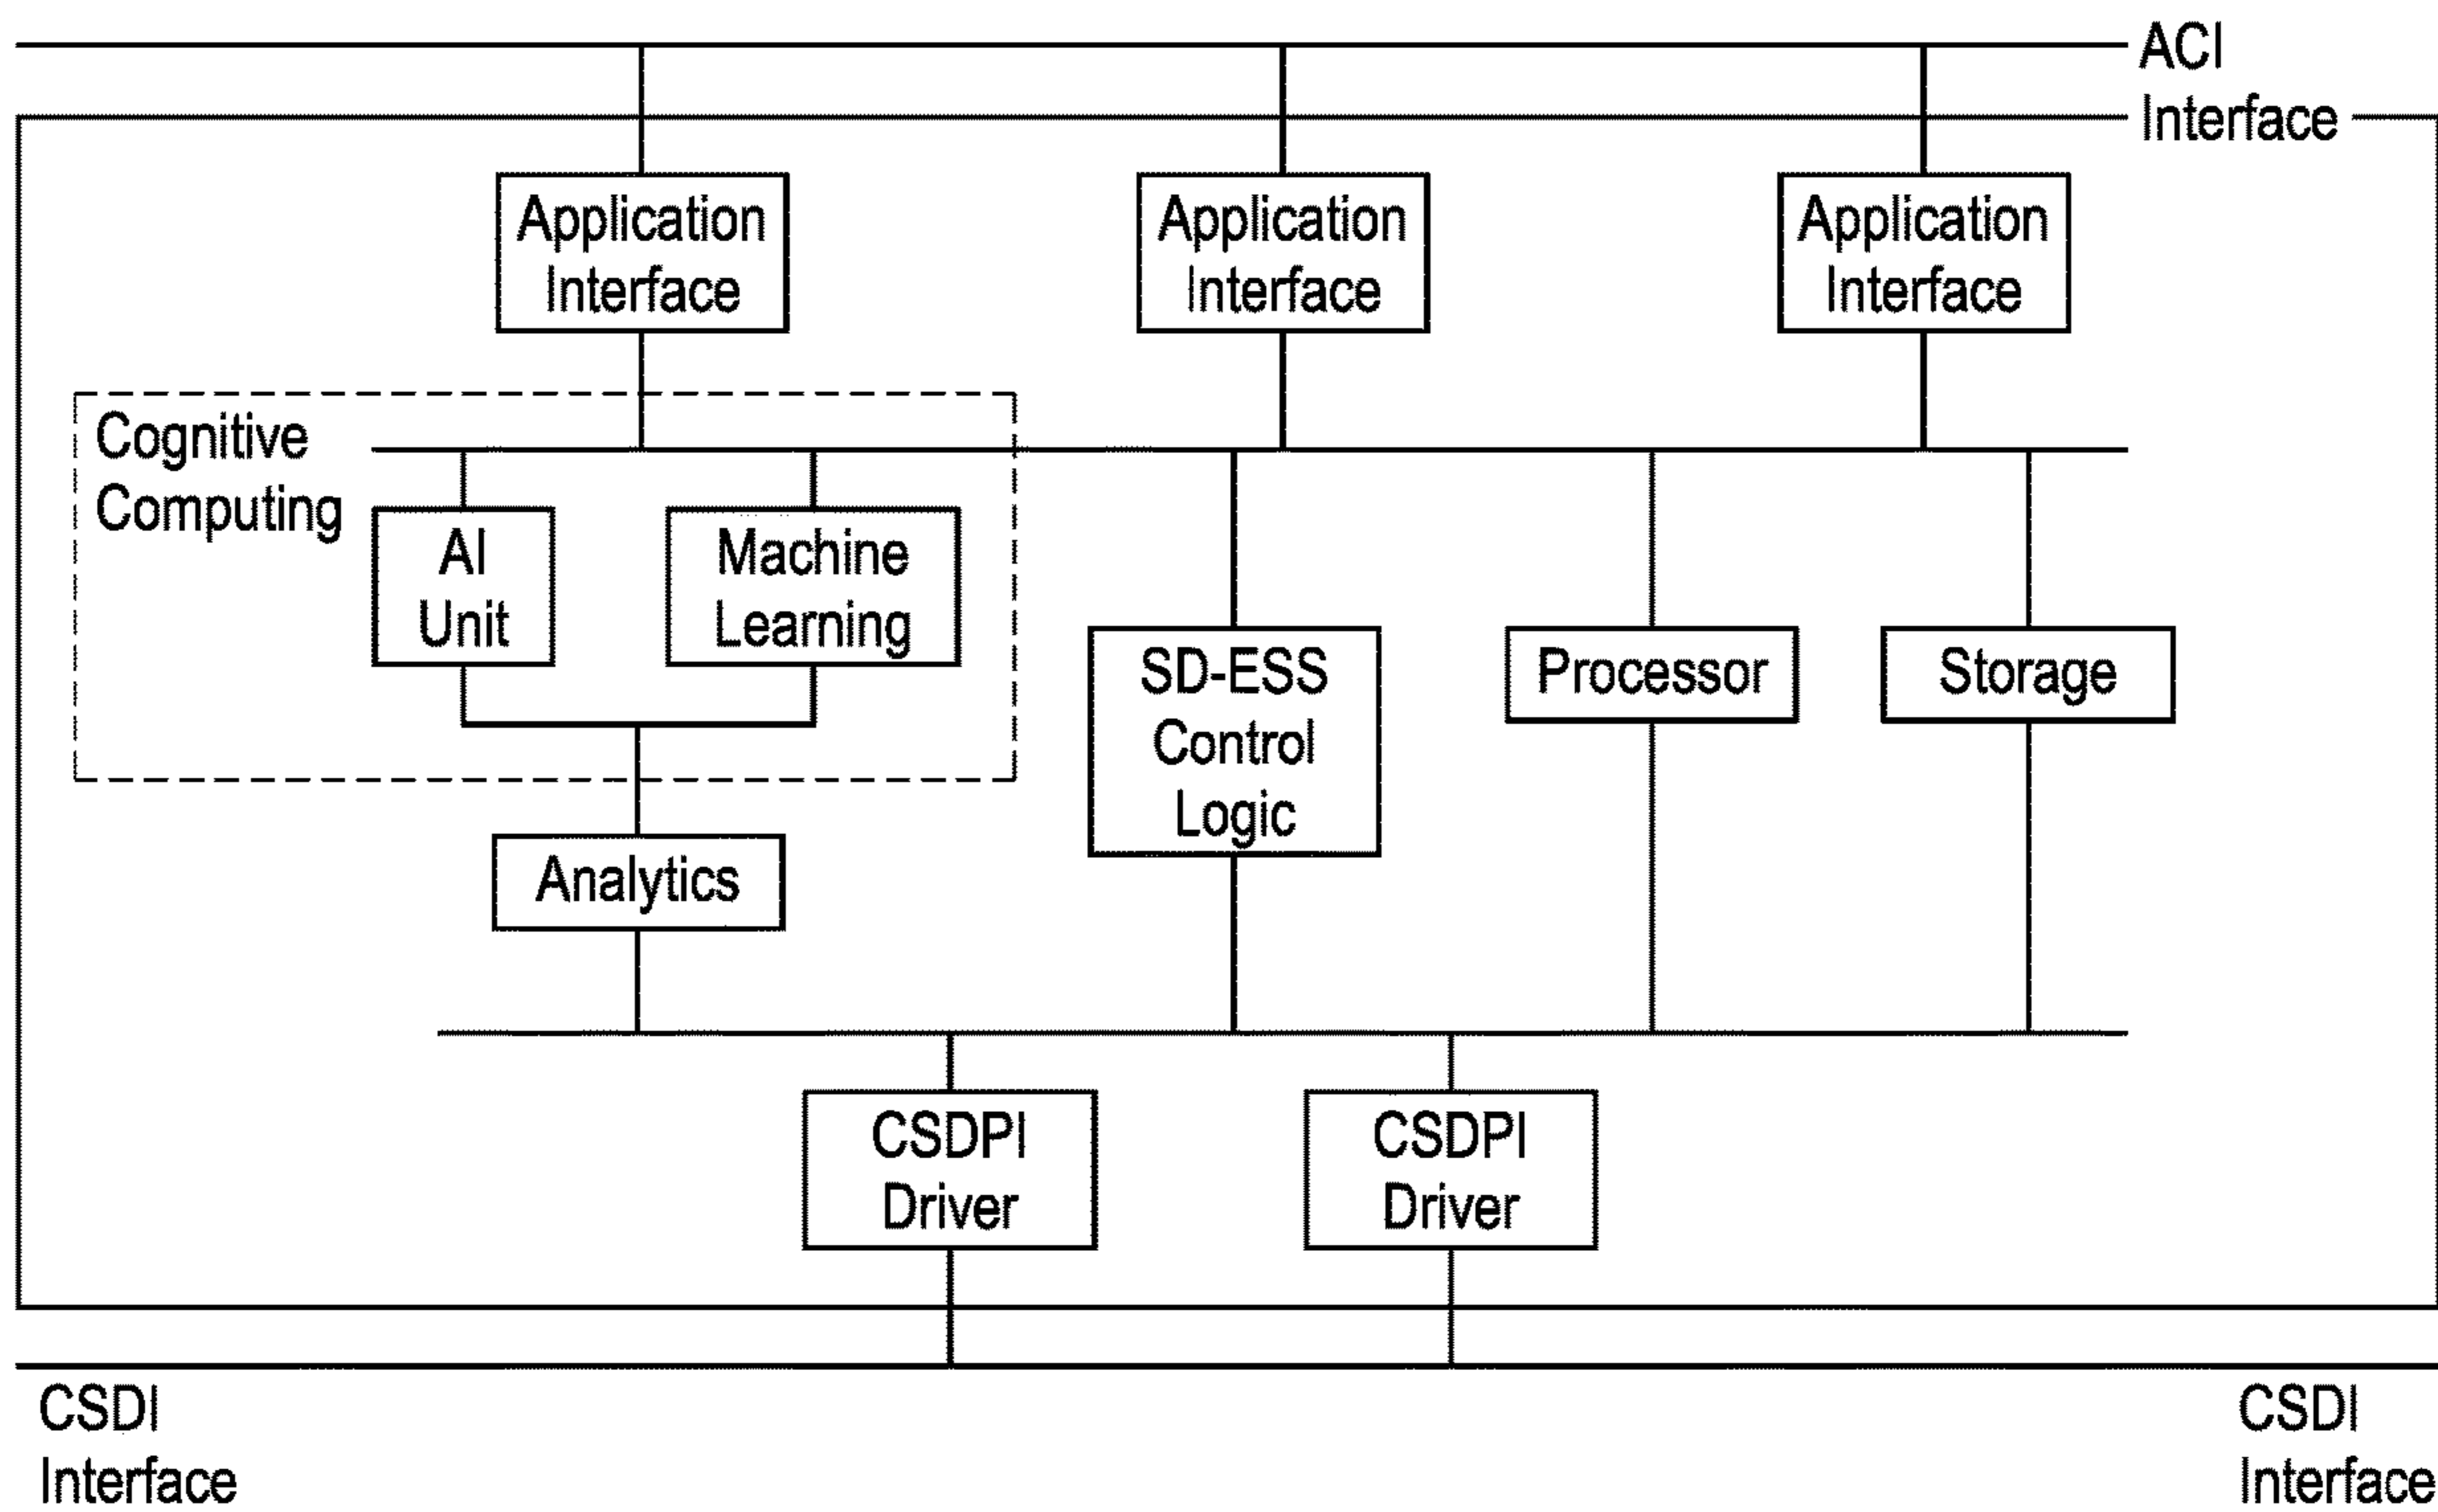 ACI
Interface
Application
Interface
Application
Interface
Application
Interface
Cognitive
Computing
AI
Unit
Machine
Learning
SD-ESS
Control
Logic
Processor
Storage
Analytics
CSDPI
Driver
CSDPI
Driver
CSDI
Interface
CSDI
Interface